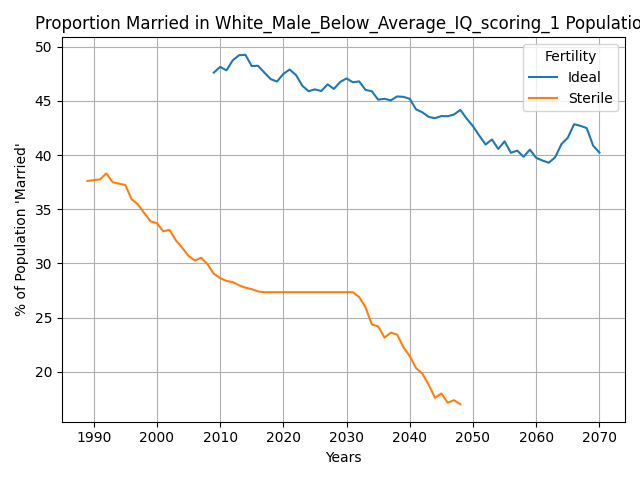 Proportion Married in White_Male_Below_Average_IQ_scoring_1 Populatio
Fertility
Ideal
Sterile
% of Population 'Married'
50
45
40
35
30
25
20
1990 2000 2010 2020 2030 2040 2050 2060 2070
Years